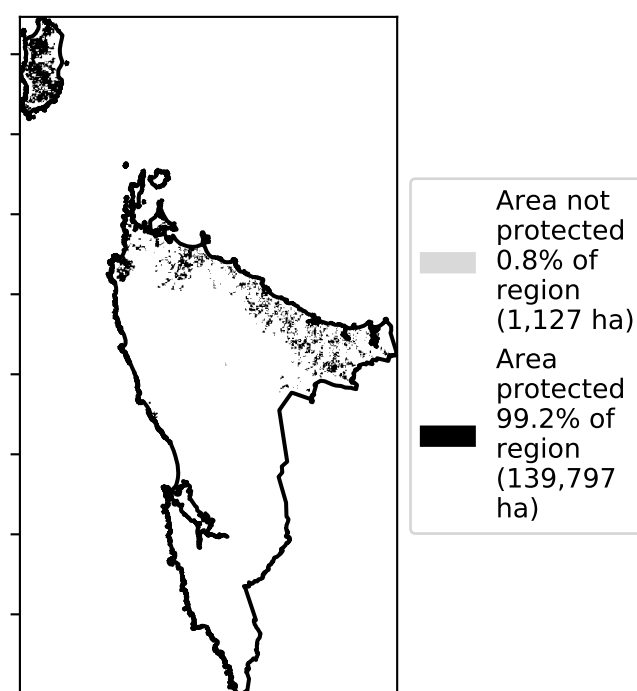 Area not
protected
0.8% of
region
(1,127 ha)
Area
protected
99.2% of
region
(139,797
ha)